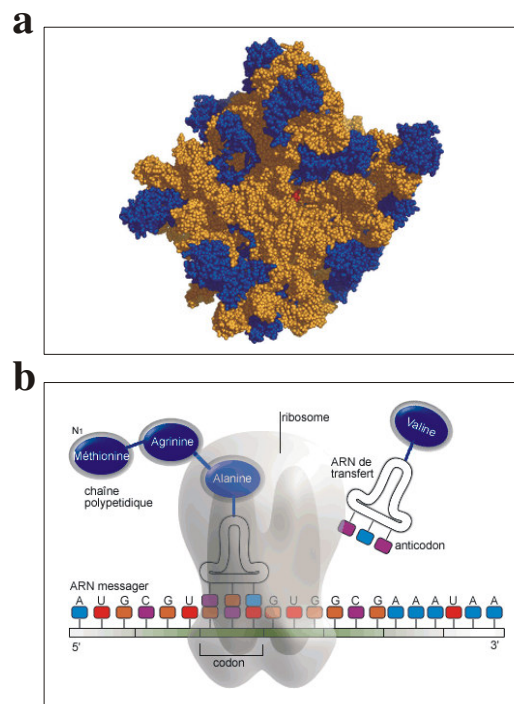 a
b
N1
Méthionine
Agrinine
Alanine
Valine
ribosome
ARN de
transfert
chaîne
polypetidique
anticodon
ARN messager
A U G C G U G U G G C G A A A U A A
5' 3'
codon